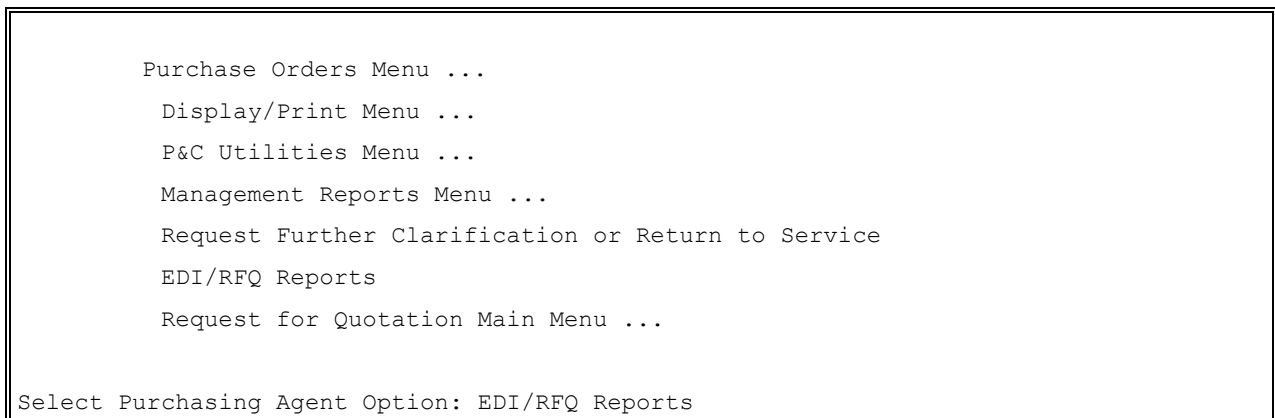 Purchase Orders Menu ...
Display/Print Menu ...
P&C Utilities Menu ...
Management Reports Menu ...
Request Further Clarification or Return to Service
EDI/RFQ Reports
Request for Quotation Main Menu ...
Select Purchasing Agent Option: EDI/RFQ Reports